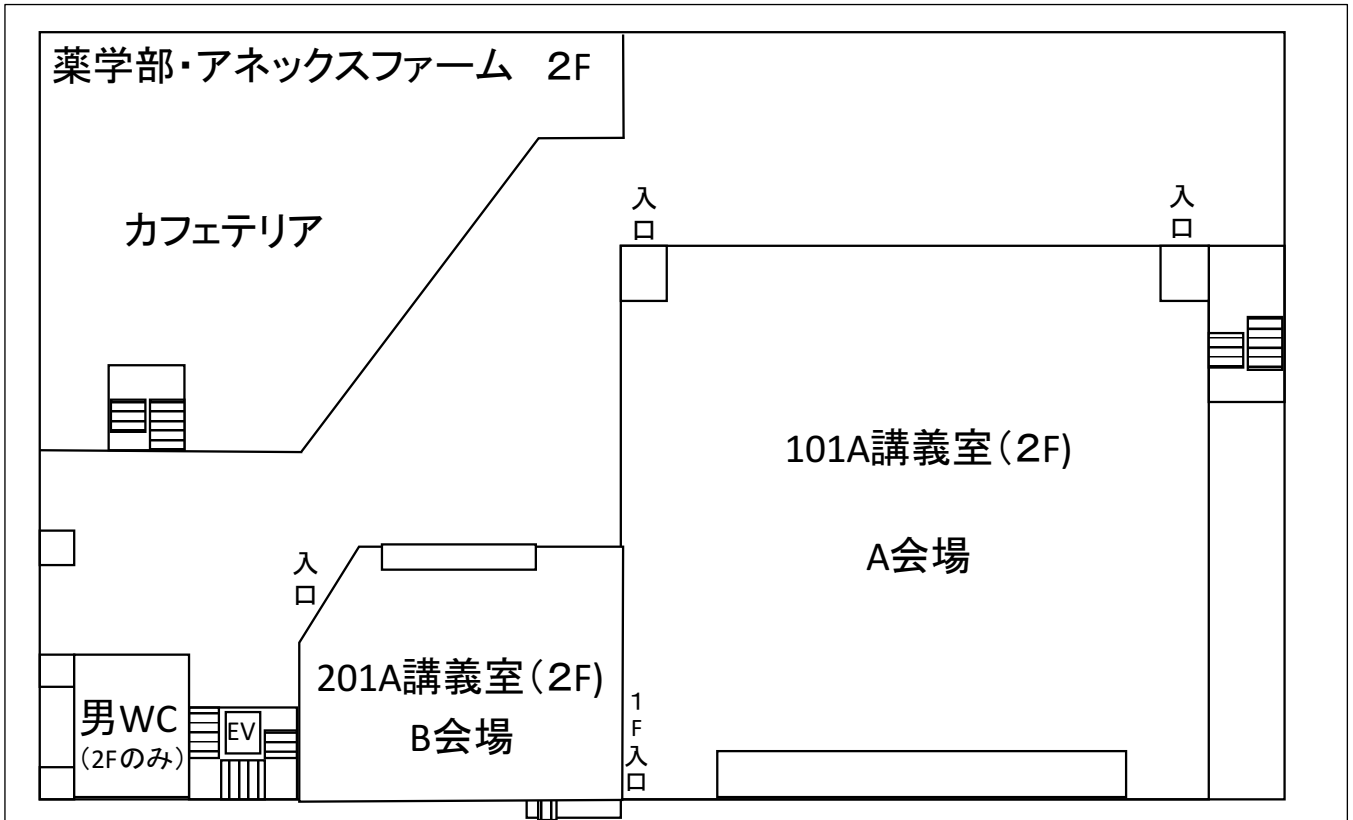 薬学部・アネックスファーム　２F
カフェテリア
入口
入口
101A講義室（２F)
A会場
入口
201A講義室（２F)
B会場
１F入口
男WC
（2Fのみ）
EV